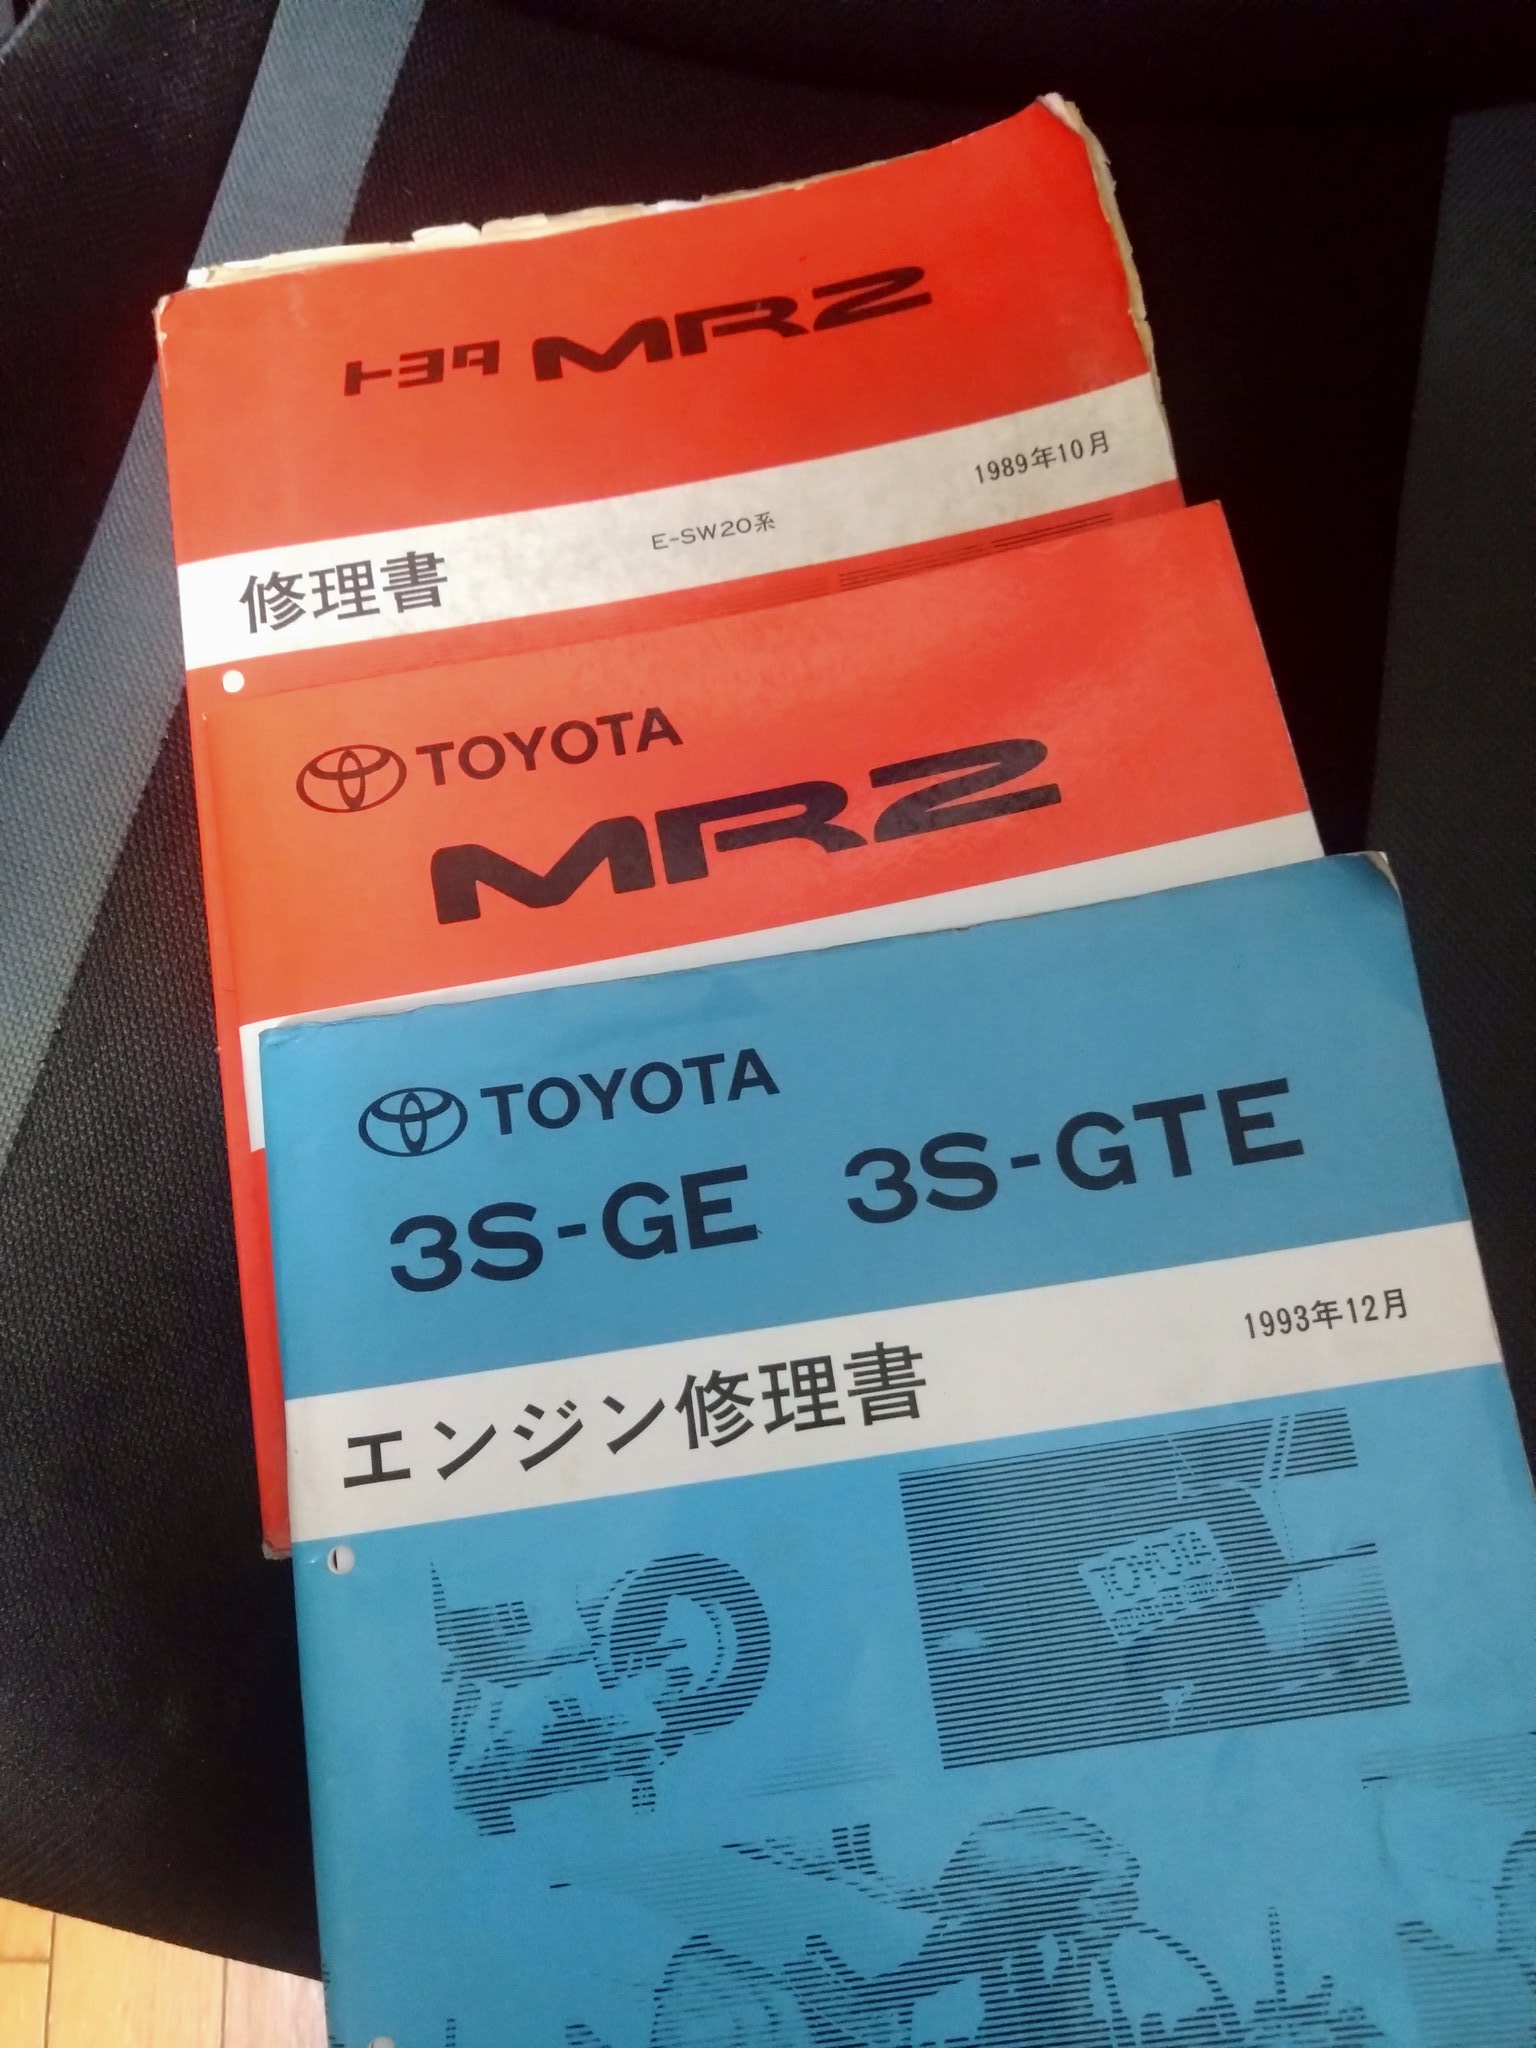 トヨタ MR2
1989年10月
E-SW20系
修理書
TOYOTA
MR2
TOYOTA
3S-GE 3S-GTE
1993年12月
エンジン修理書
TOYOTA